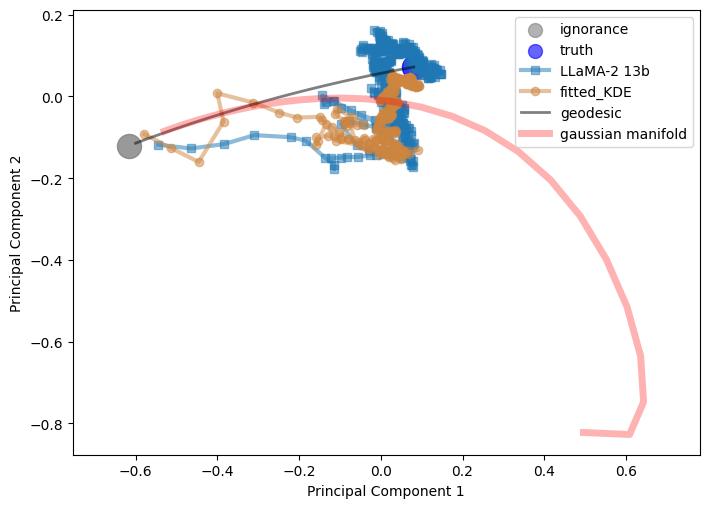 0.2
0.0
−0.2
−0.4
−0.6
−0.8
Principal Component 2
−0.6
−0.4
−0.2
0.0
0.2
0.4
0.6
Principal Component 1
ignorance
truth
LLaMA-2 13b
fitted_KDE
geodesic
gaussian manifold